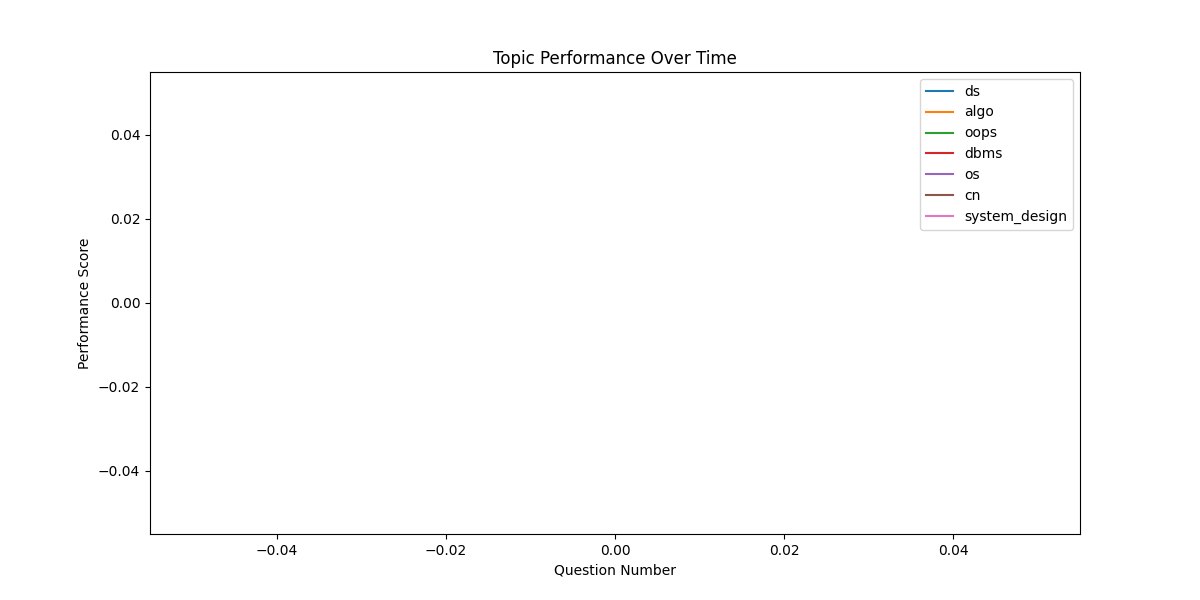 Topic Performance Over Time
ds
algo
oops
dbms
os
cn
system_design
Performance Score
0.04
0.02
0.00
−0.02
−0.04
−0.04
−0.02
0.00
0.02
0.04
Question Number